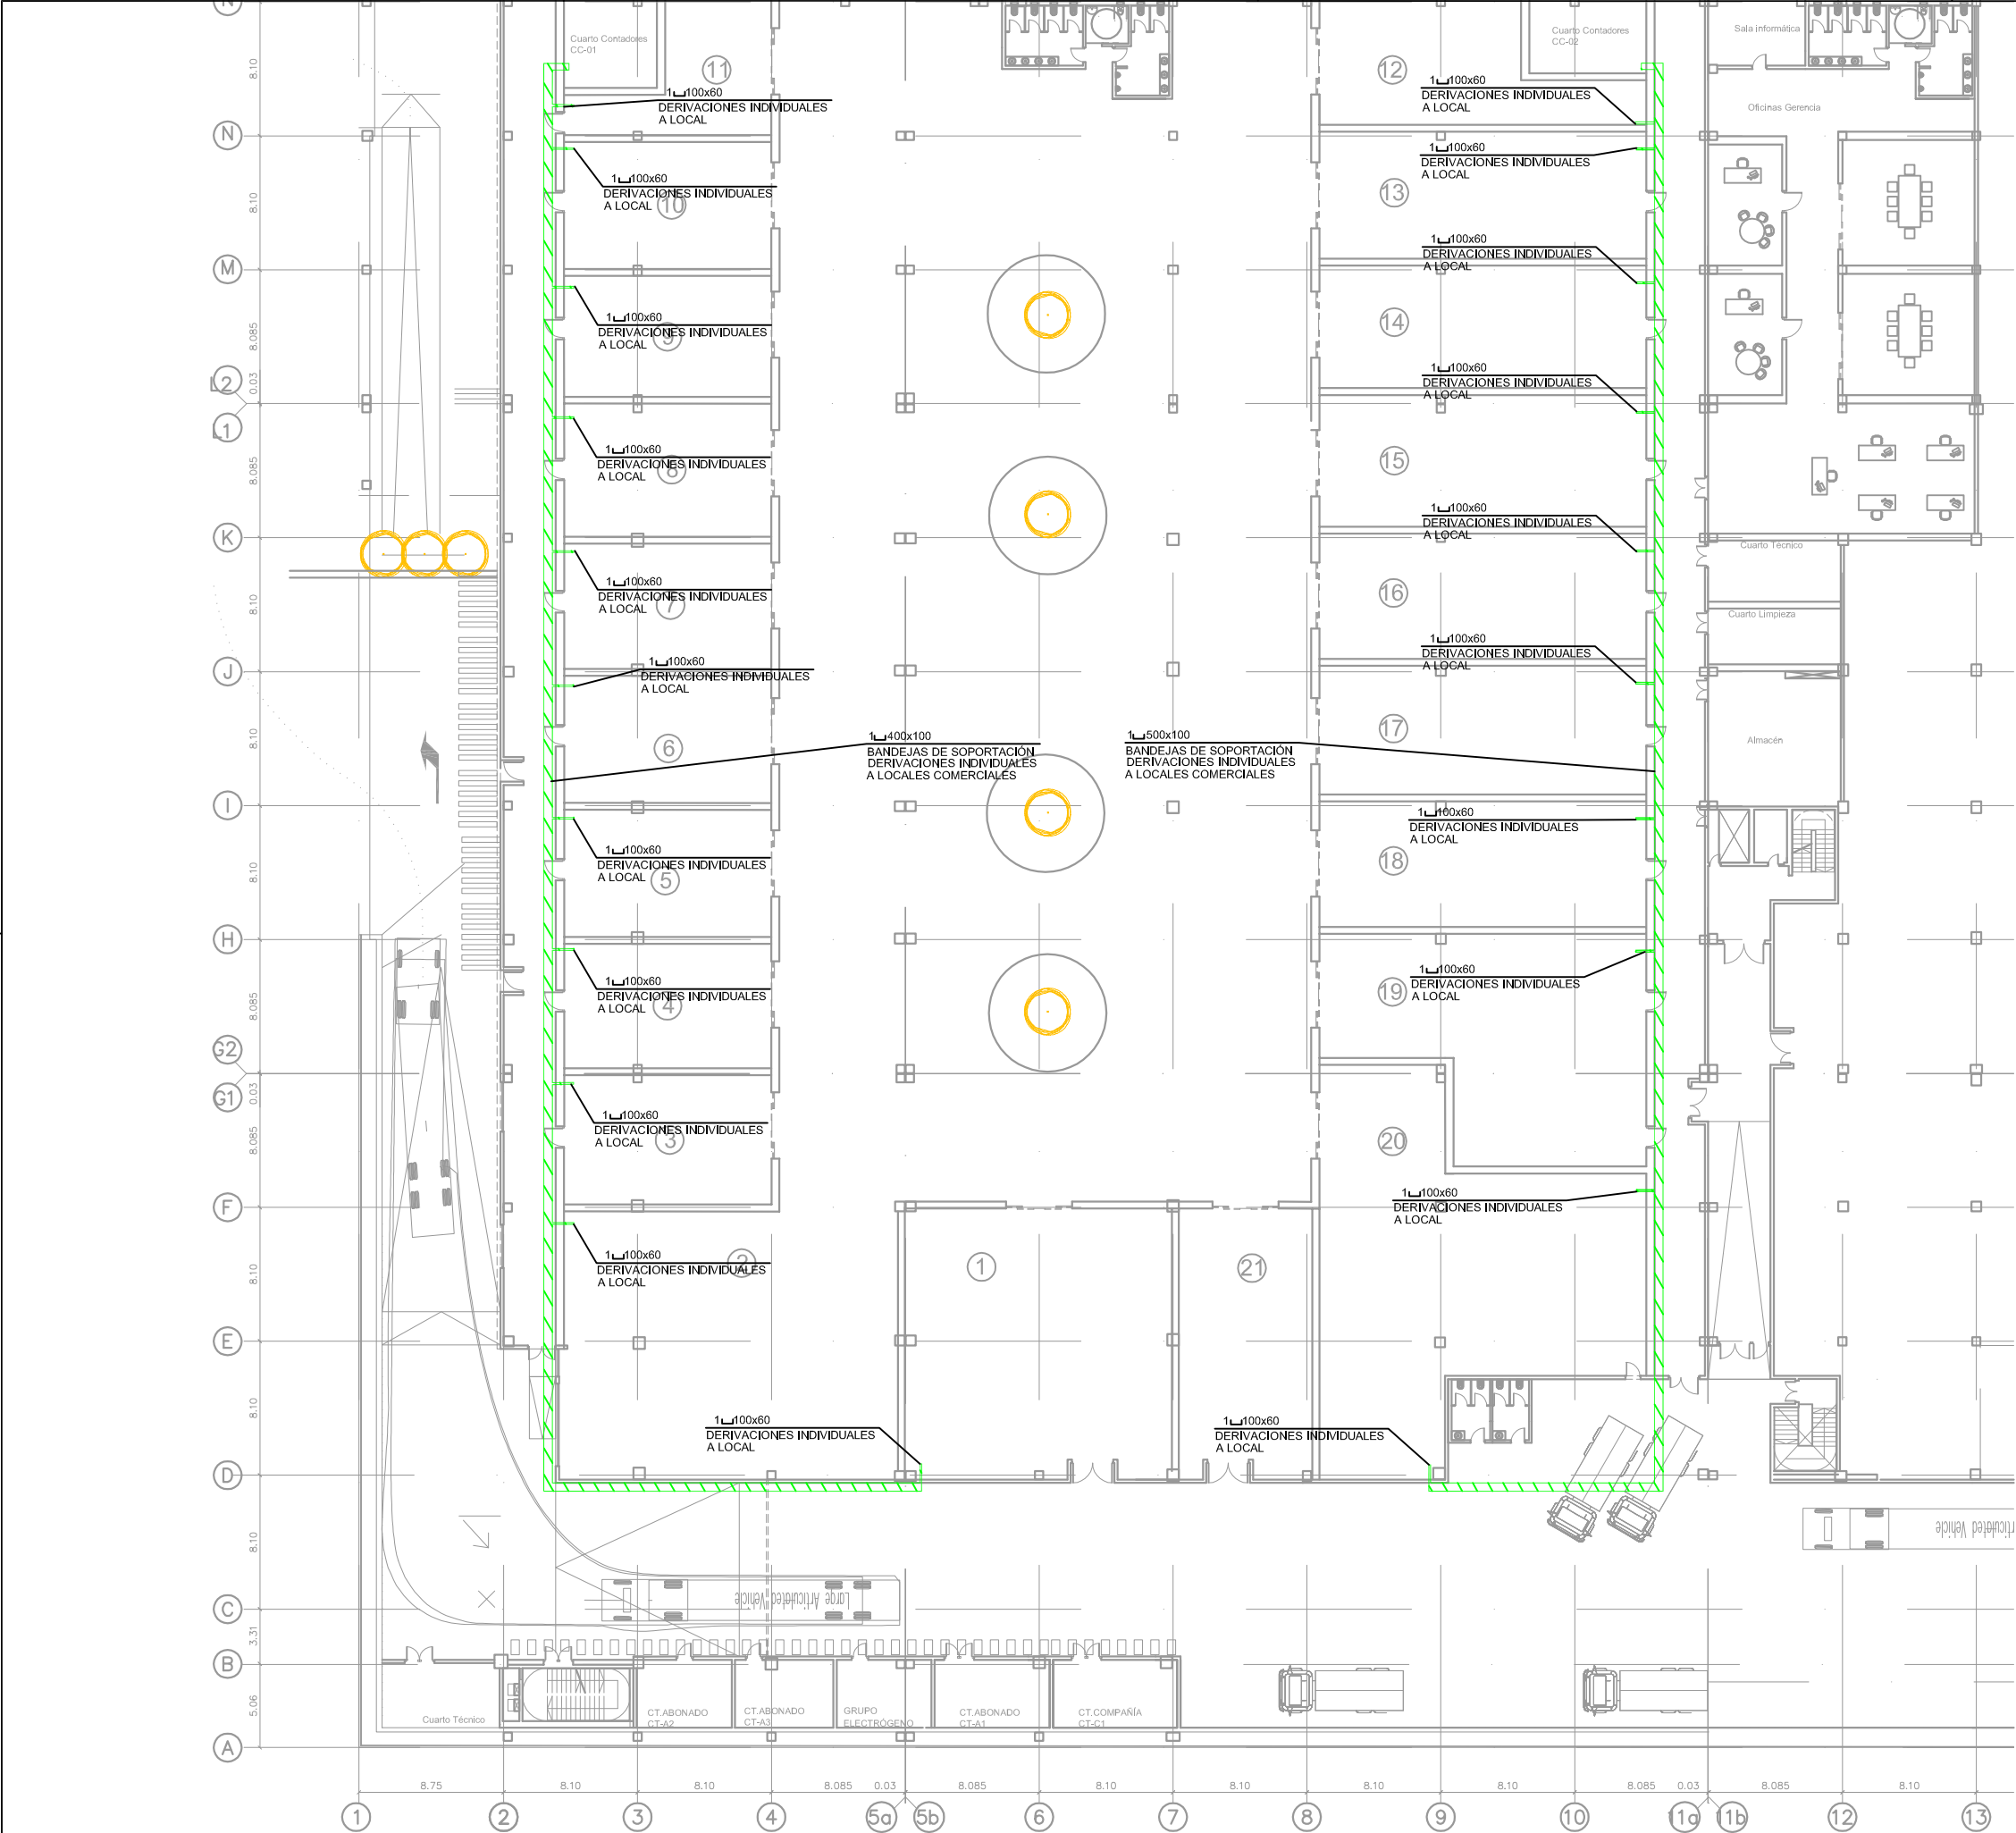 N
Cuarto Contadores
CC-01
11
Cuarto Contadores
CC-02
12
Sala informática
Oficinas Gerencia
8.10
1 100x60
DERIVACIONES INDIVIDUALES
A LOCAL
1 100x60
DERIVACIONES INDIVIDUALES
A LOCAL
N
1 100x60
DERIVACIONES INDIVIDUALES
A LOCAL
10
1 100x60
DERIVACIONES INDIVIDUALES
A LOCAL
13
8.10
M
1 100x60
DERIVACIONES INDIVIDUALES
A LOCAL
1 100x60
DERIVACIONES INDIVIDUALES
A LOCAL
9
14
8.085
L2
0.03
L1
1 100x60
DERIVACIONES INDIVIDUALES
A LOCAL
8
1 100x60
DERIVACIONES INDIVIDUALES
A LOCAL
15
8.085
K
1 100x60
DERIVACIONES INDIVIDUALES
A LOCAL
Cuarto Técnico
1 100x60
DERIVACIONES INDIVIDUALES
A LOCAL
7
16
Cuarto Limpieza
8.10
J
1 100x60
DERIVACIONES INDIVIDUALES
A LOCAL
1 100x60
DERIVACIONES INDIVIDUALES
A LOCAL
8.10
6
1 400x100
BANDEJAS DE SOPORTACIÓN
DERIVACIONES INDIVIDUALES
A LOCALES COMERCIALES
1 500x100
BANDEJAS DE SOPORTACIÓN
DERIVACIONES INDIVIDUALES
A LOCALES COMERCIALES
17
Almacén
I
1 100x60
DERIVACIONES INDIVIDUALES
A LOCAL
1 100x60
DERIVACIONES INDIVIDUALES
A LOCAL
5
18
8.10
H
1 100x60
DERIVACIONES INDIVIDUALES
A LOCAL
4
1 100x60
DERIVACIONES INDIVIDUALES
A LOCAL
19
8.085
G2
G1
0.03
1 100x60
DERIVACIONES INDIVIDUALES
A LOCAL
3
20
8.085
F
1 100x60
DERIVACIONES INDIVIDUALES
A LOCAL
1 100x60
DERIVACIONES INDIVIDUALES
A LOCAL
2
1
21
8.10
E
8.10
1 100x60
DERIVACIONES INDIVIDUALES
A LOCAL
1 100x60
DERIVACIONES INDIVIDUALES
A LOCAL
D
8.10
Articulated Vehicle
C
Large Articulated Vehicle
3.31
B
5.06
Cuarto Técnico
CT.ABONADO
CT-A2
CT.ABONADO
CT-A3
GRUPO
ELECTRÓGENO
CT.ABONADO
CT-A1
CT.COMPAÑÍA
CT-C1
A
8.75 8.10 8.10 8.085 0.03 8.085 8.10 8.10 8.10 8.10 8.085 0.03 8.085 8.10
1 2 3 4 5a 5b 6 7 8 9 10 11a 11b 12 13